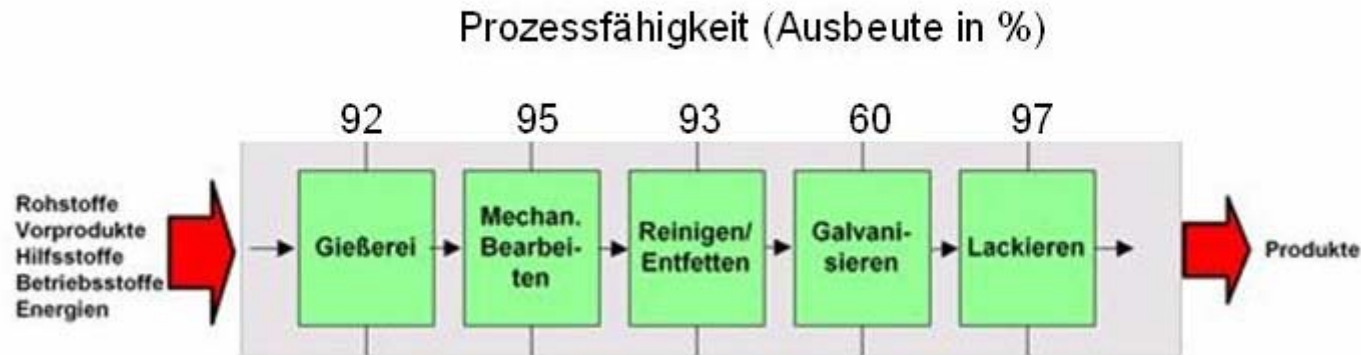 Prozessfähigkeit (Ausbeute in %)
92 95 93 60 97
Rohstoffe
Vorprodukte
Hilfsstoffe
Betriebsstoffe
Energien
Gießerei
Mechan.
Bearbei-
ten
Reinigen/
Entfetten
Galvani-
sieren
Lackieren
Produkte